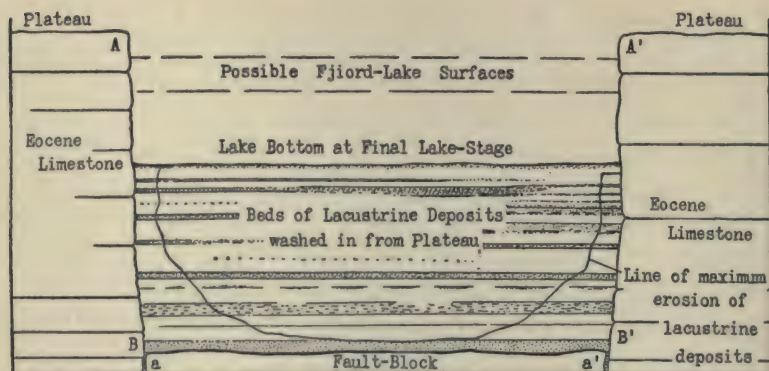 Plateau
Plateau
A
A'
Possible Fjiord-Lake Surfaces
Lake Bottom at Final Lake-Stage
Eocene
Limestone
Beds of Lacustrine Deposits
washed in from Plateau
Eocene
Limestone
Line of maximum
erosion of
lacustrine
deposits
B
B'
a
Fault-Block
a'